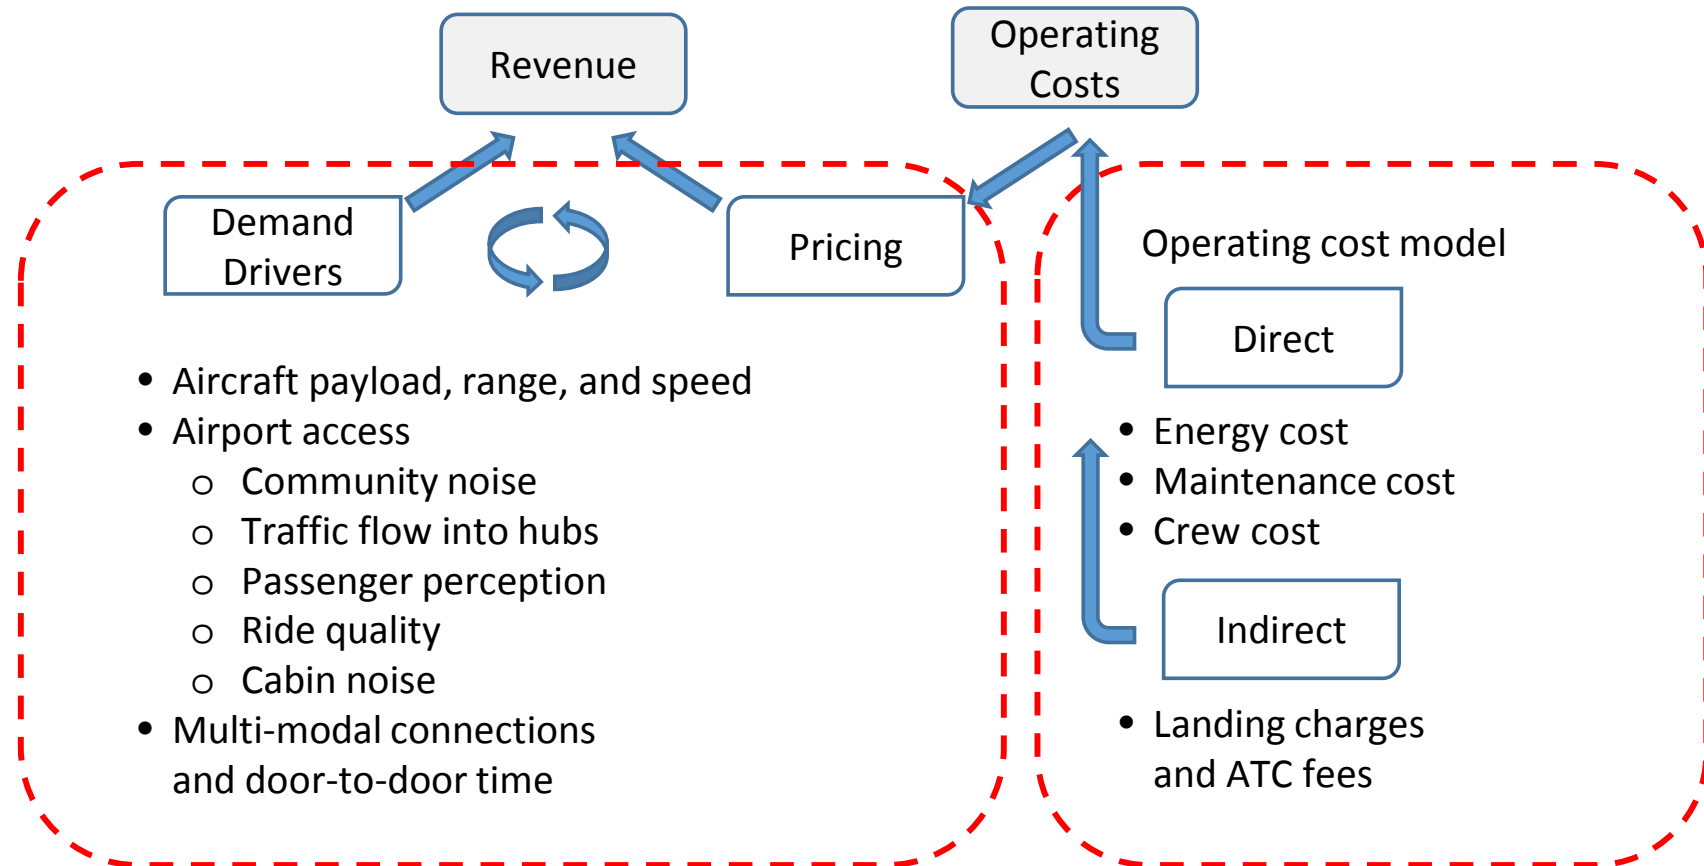 Revenue
Operating
Costs
Demand
Drivers
Pricing
• Aircraft payload, range, and speed
• Airport access
o Community noise
o Traffic flow into hubs
o Passenger perception
o Ride quality
o Cabin noise
• Multi-modal connections
and door-to-door time
Operating cost model
Direct
• Energy cost
• Maintenance cost
• Crew cost
Indirect
• Landing charges
and ATC fees